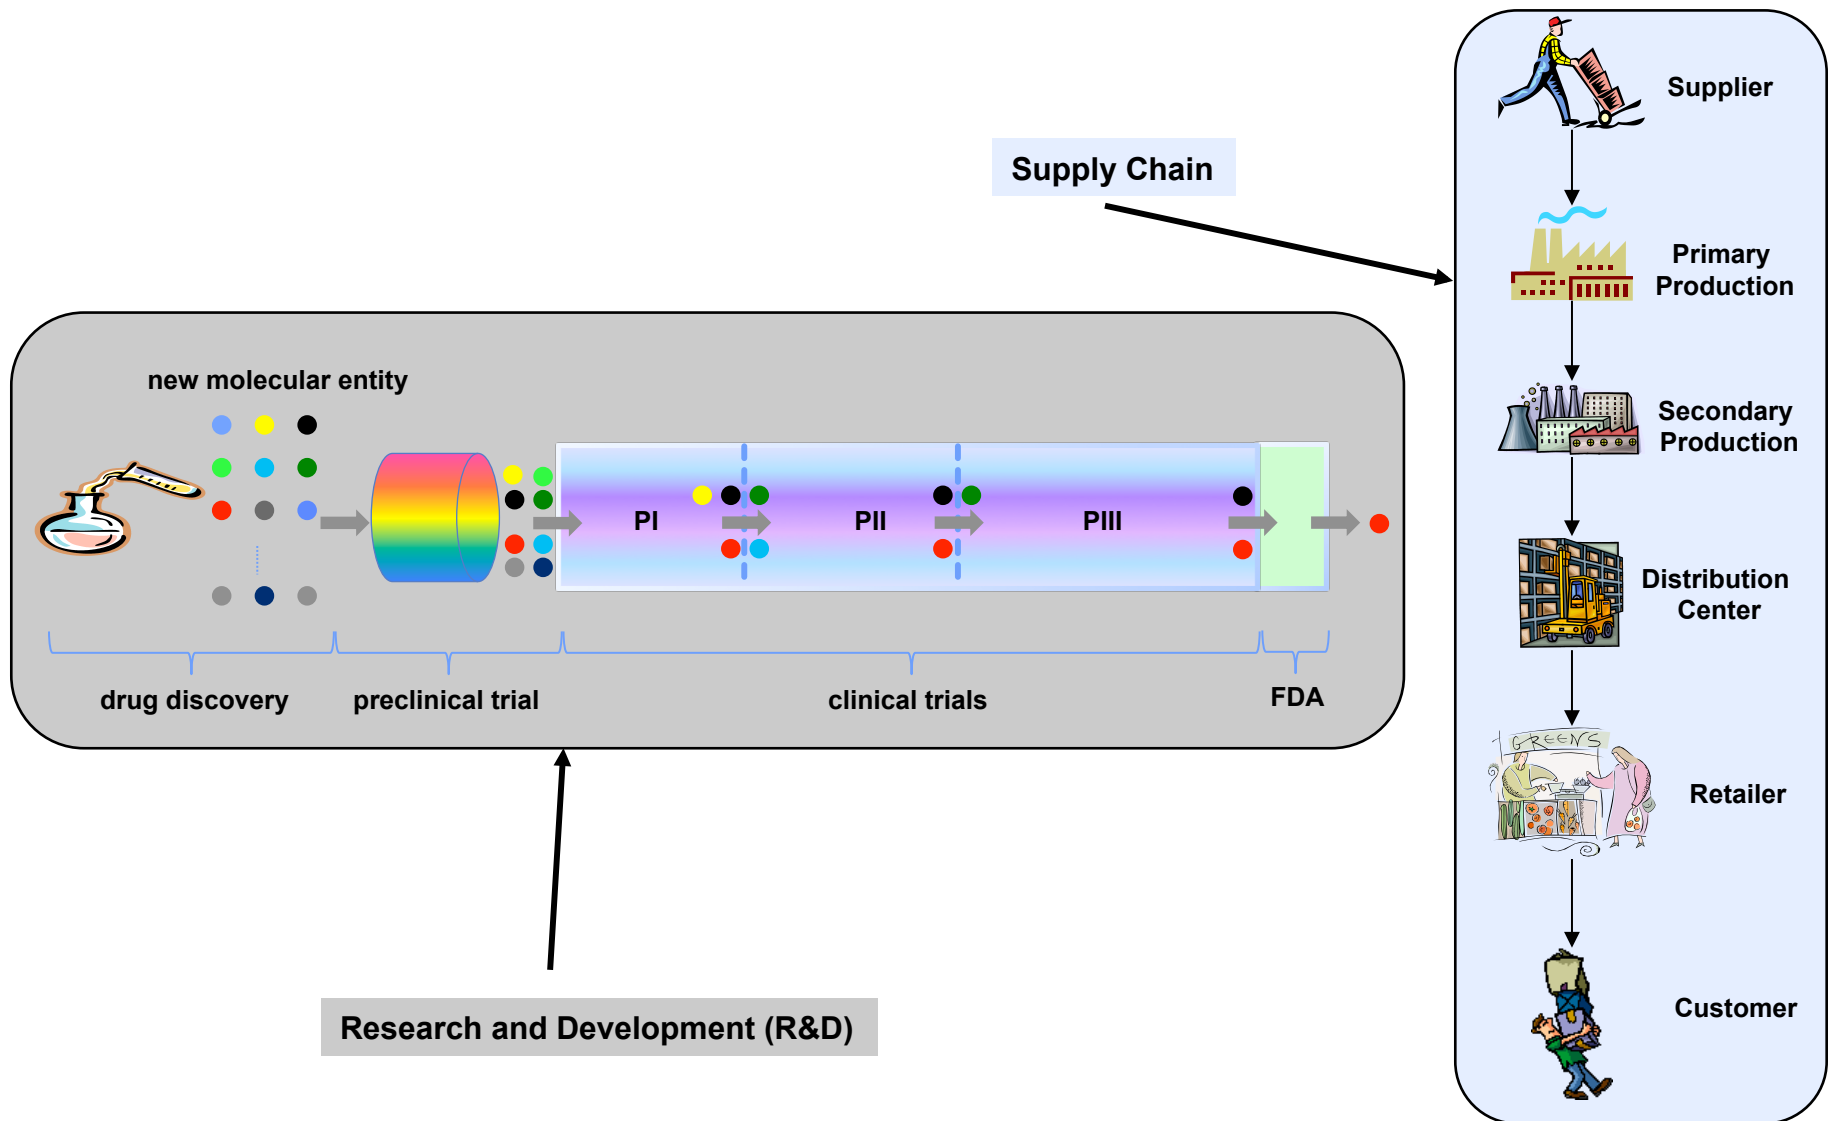 Supplier
Supply Chain
Primary
Production
new molecular entity
Secondary
Production
PI
PII
PIII
Distribution
Center
drug discovery
preclinical trial
clinical trials
FDA
GREENS
Retailer
Customer
Research and Development (R&D)